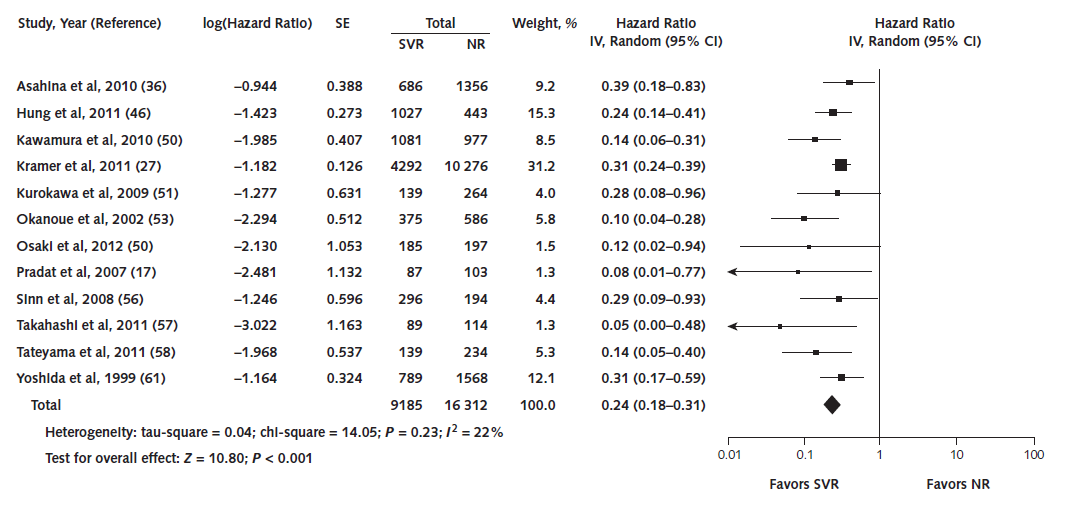 Study, Year (Reference) log(Hazard Ratio) SE Total Weight, % Hazard Ratio Hazard Ratio
SVR NR IV, Random (95% CI) IV, Random (95% CI)
Asahina et al, 2010 (36) –0.944 0.388 686 1356 9.2 0.39 (0.18–0.83)
Hung et al, 2011 (46) –1.423 0.273 1027 443 15.3 0.24 (0.14–0.41)
Kawamura et al, 2010 (50) –1.985 0.407 1081 977 8.5 0.14 (0.06–0.31)
Kramer et al, 2011 (27) –1.182 0.126 4292 10 276 31.2 0.31 (0.24–0.39)
Kurokawa et al, 2009 (51) –1.277 0.631 139 264 4.0 0.28 (0.08–0.96)
Okanoue et al, 2002 (53) –2.294 0.512 375 586 5.8 0.10 (0.04–0.28)
Osaki et al, 2012 (50) –2.130 1.053 185 197 1.5 0.12 (0.02–0.94)
Pradat et al, 2007 (17) –2.481 1.132 87 103 1.3 0.08 (0.01–0.77)
Sinn et al, 2008 (56) –1.246 0.596 296 194 4.4 0.29 (0.09–0.93)
Takahashi et al, 2011 (57) –3.022 1.163 89 114 1.3 0.05 (0.00–0.48)
Tateyama et al, 2011 (58) –1.968 0.537 139 234 5.3 0.14 (0.05–0.40)
Yoshida et al, 1999 (61) –1.164 0.324 789 1568 12.1 0.31 (0.17–0.59)
Total 9185 16 312 100.0 0.24 (0.18–0.31)
Heterogeneity: tau-square = 0.04; chi-square = 14.05; P = 0.23; I² = 22%
Test for overall effect: Z = 10.80; P < 0.001
0.01 0.1 1 10 100
Favors SVR Favors NR